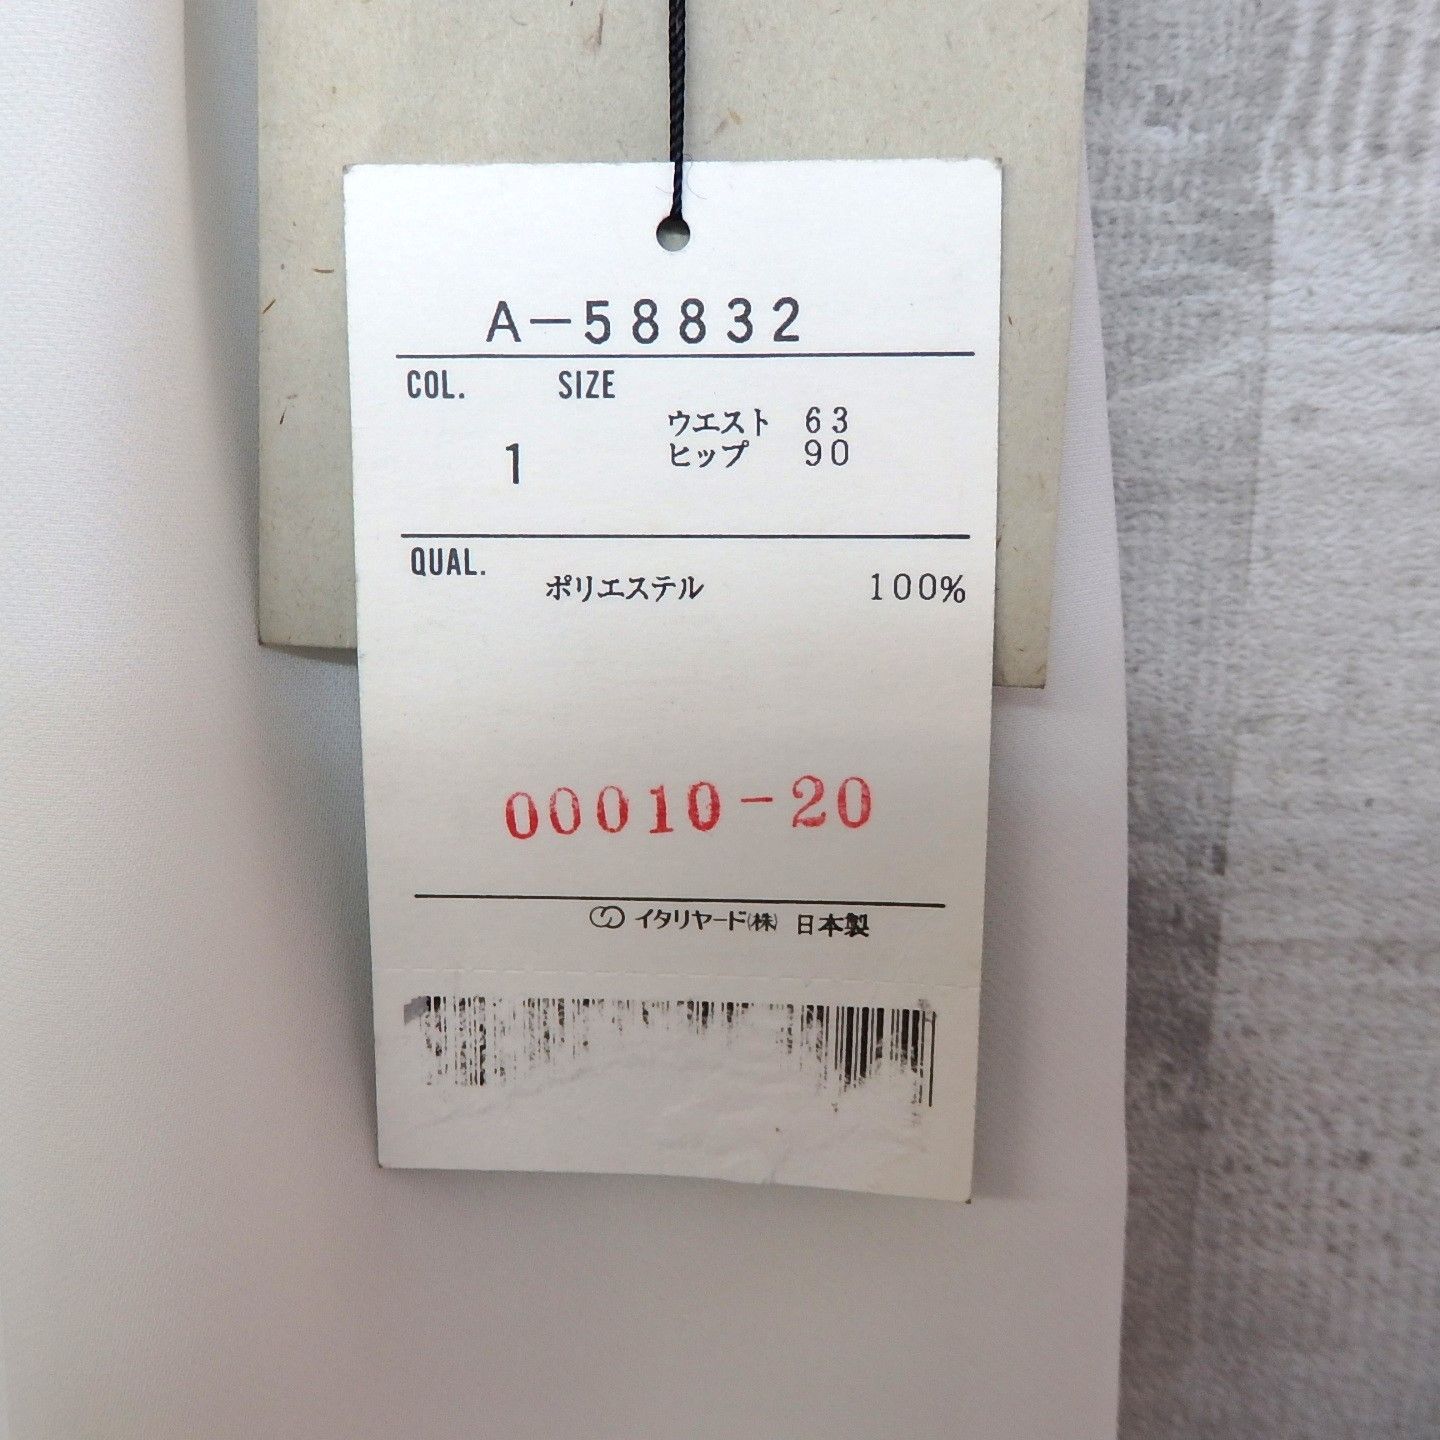 A-58832
COL. SIZE
ウエスト 63
1
ヒップ 90
QUAL.
ポリエステル 100%
00010-20
イタリヤード㈱ 日本製